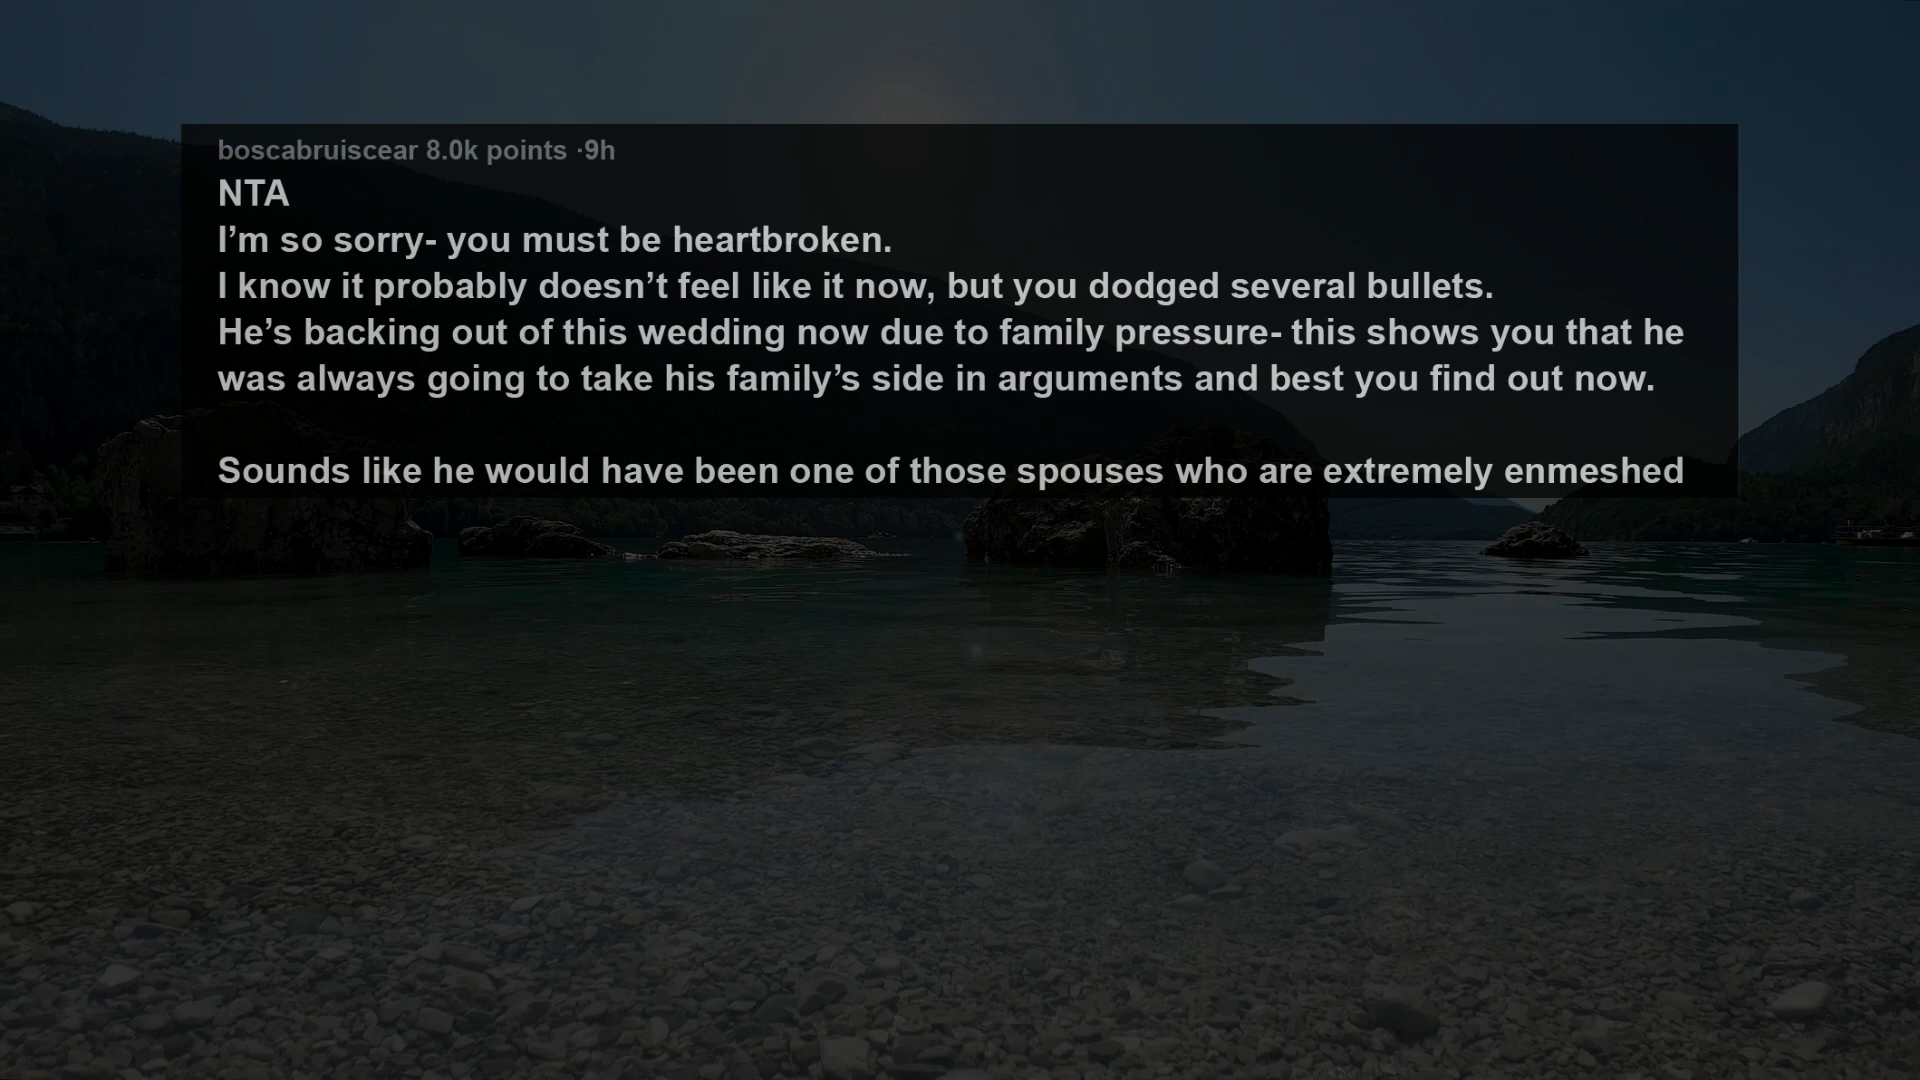 boscabruiscear 8.0k points ·9h
NTA
I’m so sorry- you must be heartbroken.
I know it probably doesn’t feel like it now, but you dodged several bullets.
He’s backing out of this wedding now due to family pressure- this shows you that he
was always going to take his family’s side in arguments and best you find out now.
Sounds like he would have been one of those spouses who are extremely enmeshed